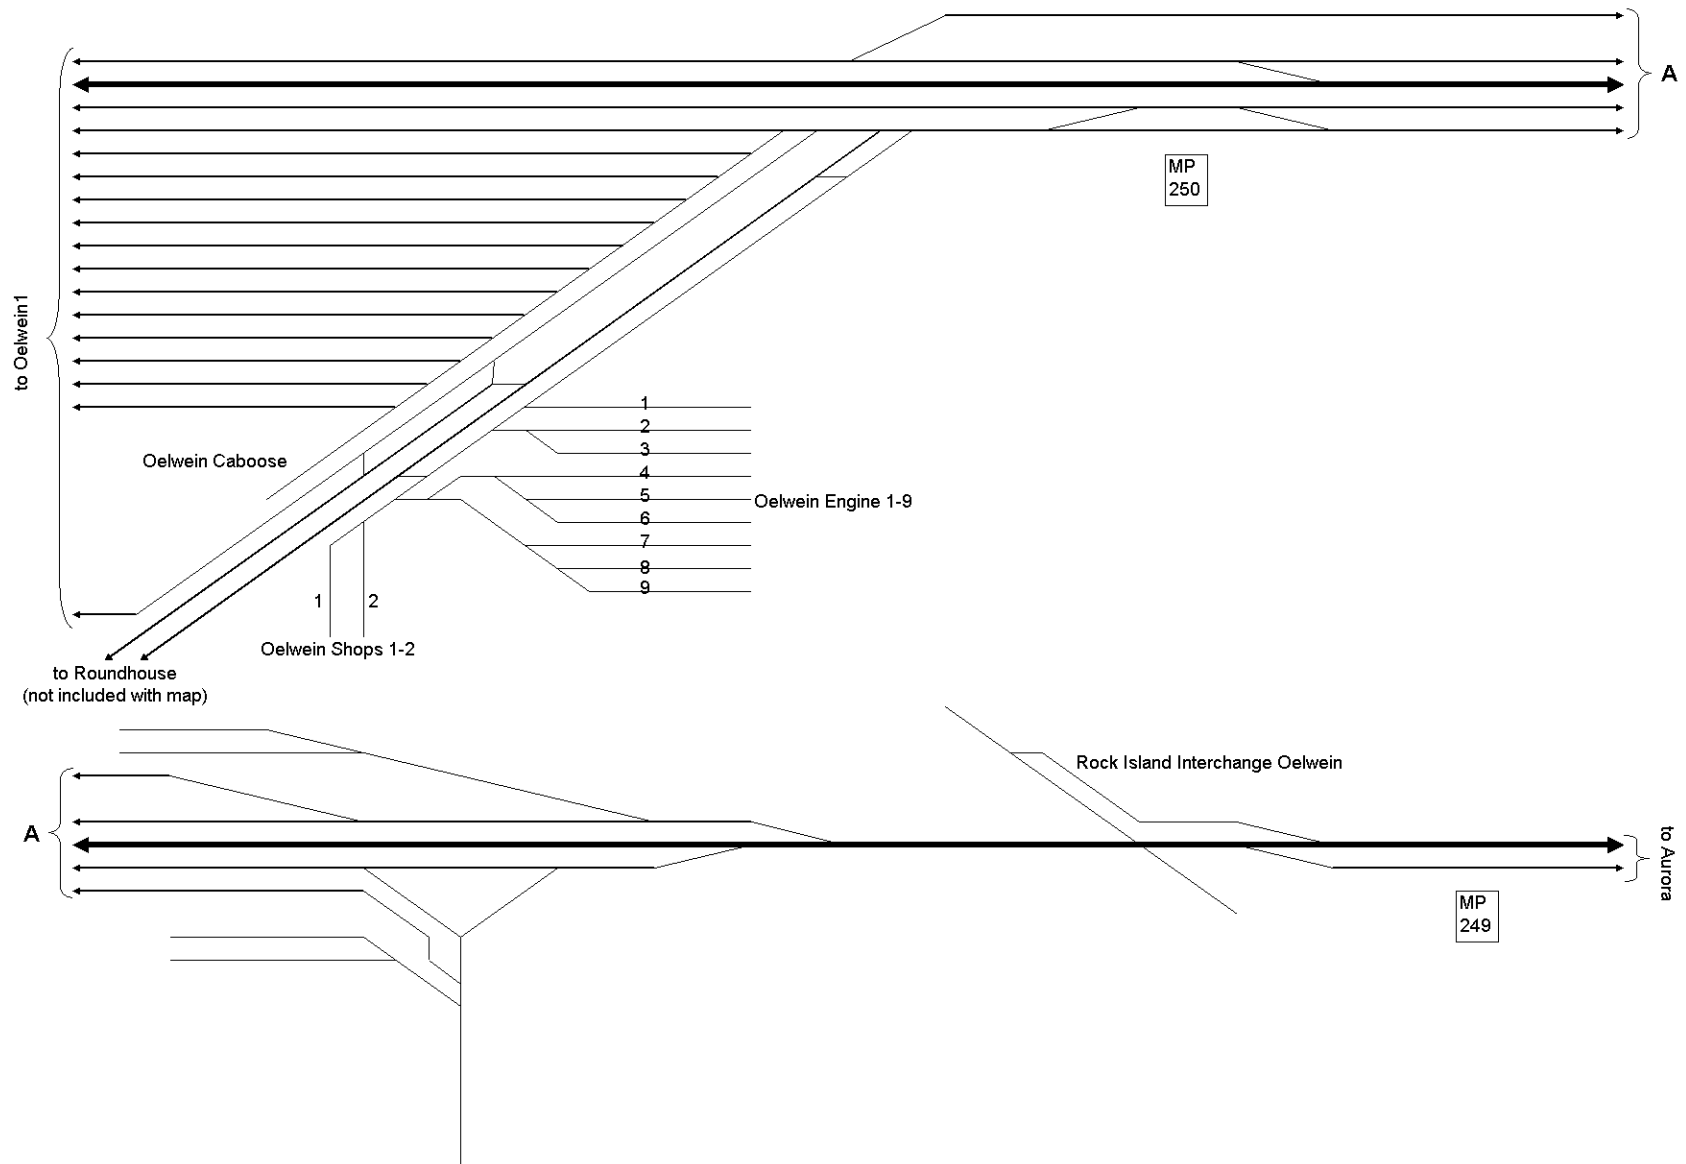 A
MP
250
to Oelwein1
1
2
3
Oelwein Caboose
4
5
Oelwein Engine 1-9
6
7
8
9
1
2
Oelwein Shops 1-2
to Roundhouse
(not included with map)
Rock Island Interchange Oelwein
A
to Aurora
MP
249